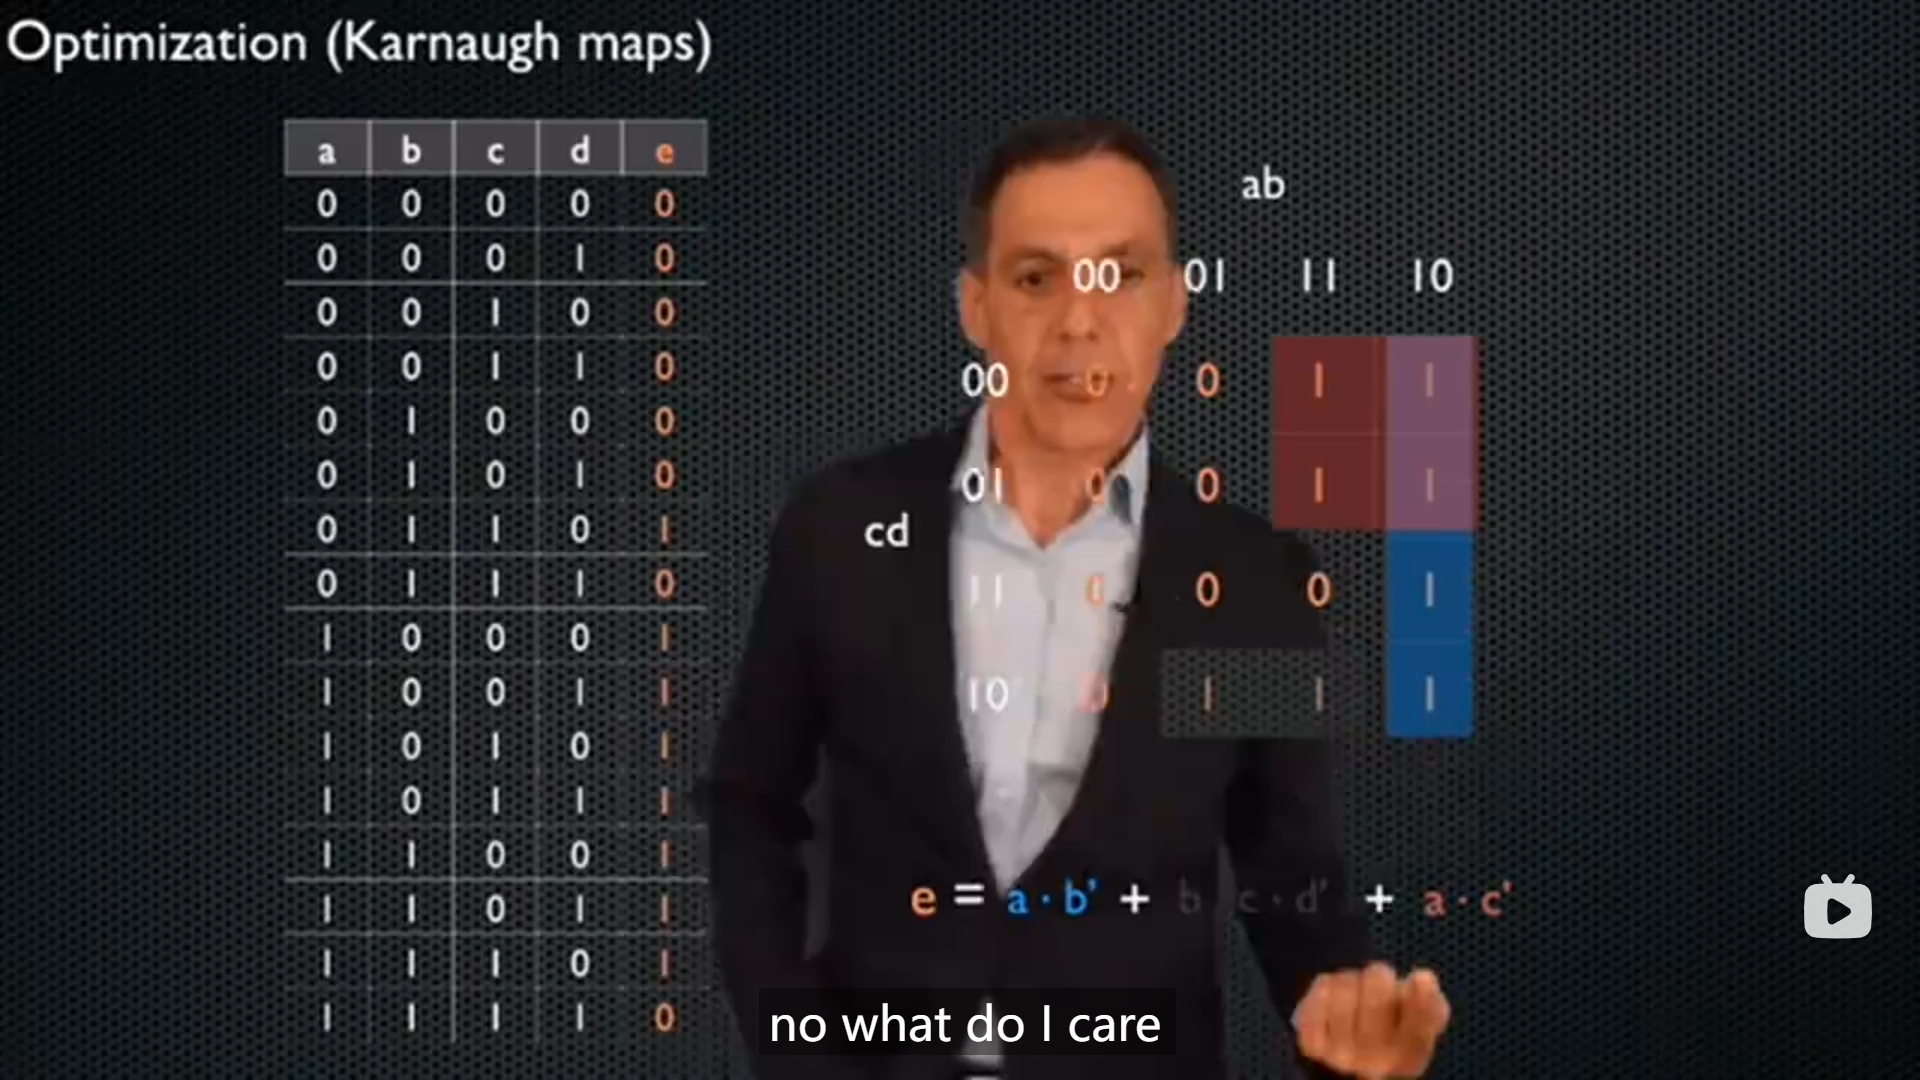 Optimization (Karnaugh maps)
a b c d e
0 0 0 0 0
0 0 0 1 0
0 0 1 0 0
0 0 1 1 0
0 1 0 0 0
0 1 0 1 0
0 1 1 0 1
0 1 1 1 0
1 0 0 0 1
1 0 0 1 1
1 0 1 0 1
1 0 1 1 1
1 1 0 0 1
1 1 0 1 1
1 1 1 0 1
1 1 1 1 0
ab
00 01 11 10
00 0 0 1 1
01 0 0 1 1
cd
11 0 0 0 1
10 0 1 1 1
e = a · b' + b c · d' + a · c'
no what do I care